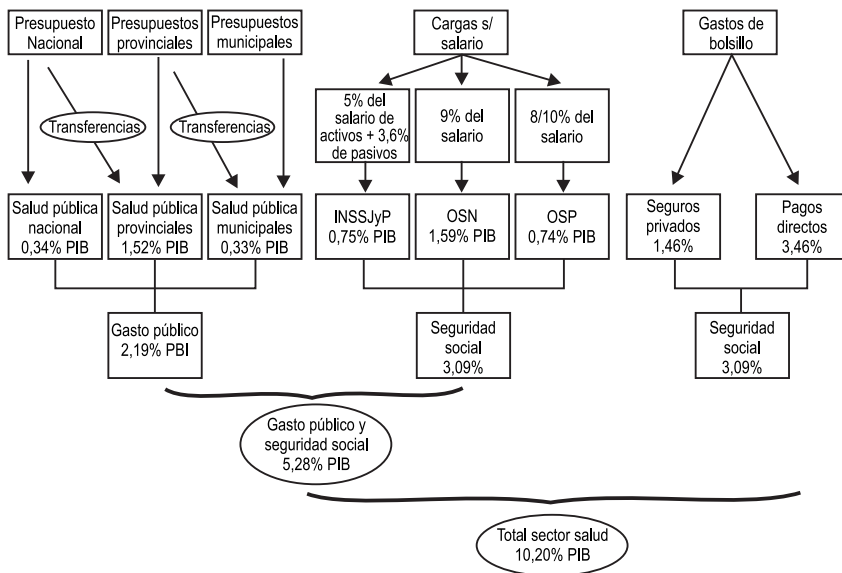 Presupuesto
Nacional
Presupuestos
provinciales
Presupuestos
municipales
Cargas s/
salario
Gastos de
bolsillo
Transferencias
Transferencias
5% del
salario de
activos + 3,6%
de pasivos
9% del
salario
8/10% del
salario
Salud pública
nacional
0,34% PIB
Salud pública
provinciales
1,52% PIB
Salud pública
municipales
0,33% PIB
INSSJyP
0,75% PIB
OSN
1,59% PIB
OSP
0,74% PIB
Seguros
privados
1,46%
Pagos
directos
3,46%
Gasto público
2,19% PBI
Seguridad
social
3,09%
Seguridad
social
3,09%
Gasto público y
seguridad social
5,28% PIB
Total sector salud
10,20% PIB